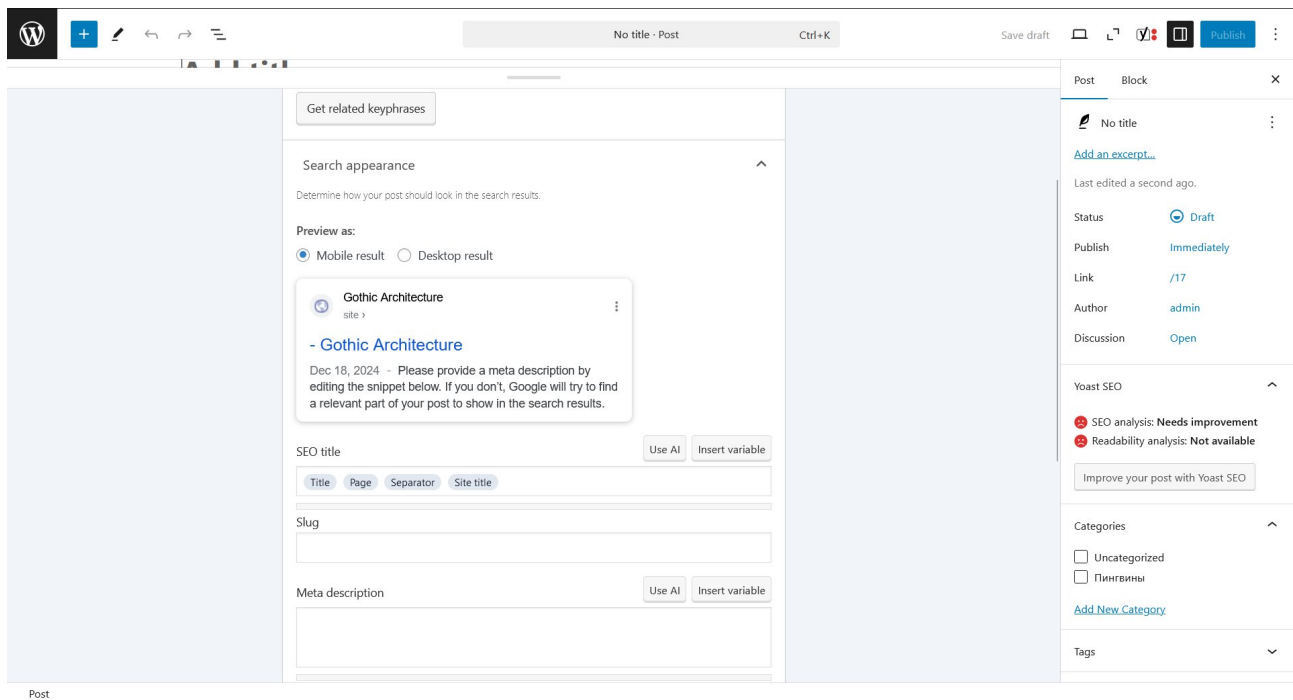 No title · Post Ctrl+K
Save draft
Publish
Get related keyphrases
Search appearance
Determine how your post should look in the search results.
Preview as:
Mobile result Desktop result
Gothic Architecture
site ›
- Gothic Architecture
Dec 18, 2024 - Please provide a meta description by
editing the snippet below. If you don't, Google will try to find
a relevant part of your post to show in the search results.
SEO title Use AI Insert variable
Title Page Separator Site title
Slug
Meta description Use AI Insert variable
Post Block
No title
Add an excerpt...
Last edited a second ago.
Status Draft
Publish Immediately
Link /17
Author admin
Discussion Open
Yoast SEO
SEO analysis: Needs improvement
Readability analysis: Not available
Improve your post with Yoast SEO
Categories
Uncategorized
Пингвины
Add New Category
Tags
Post